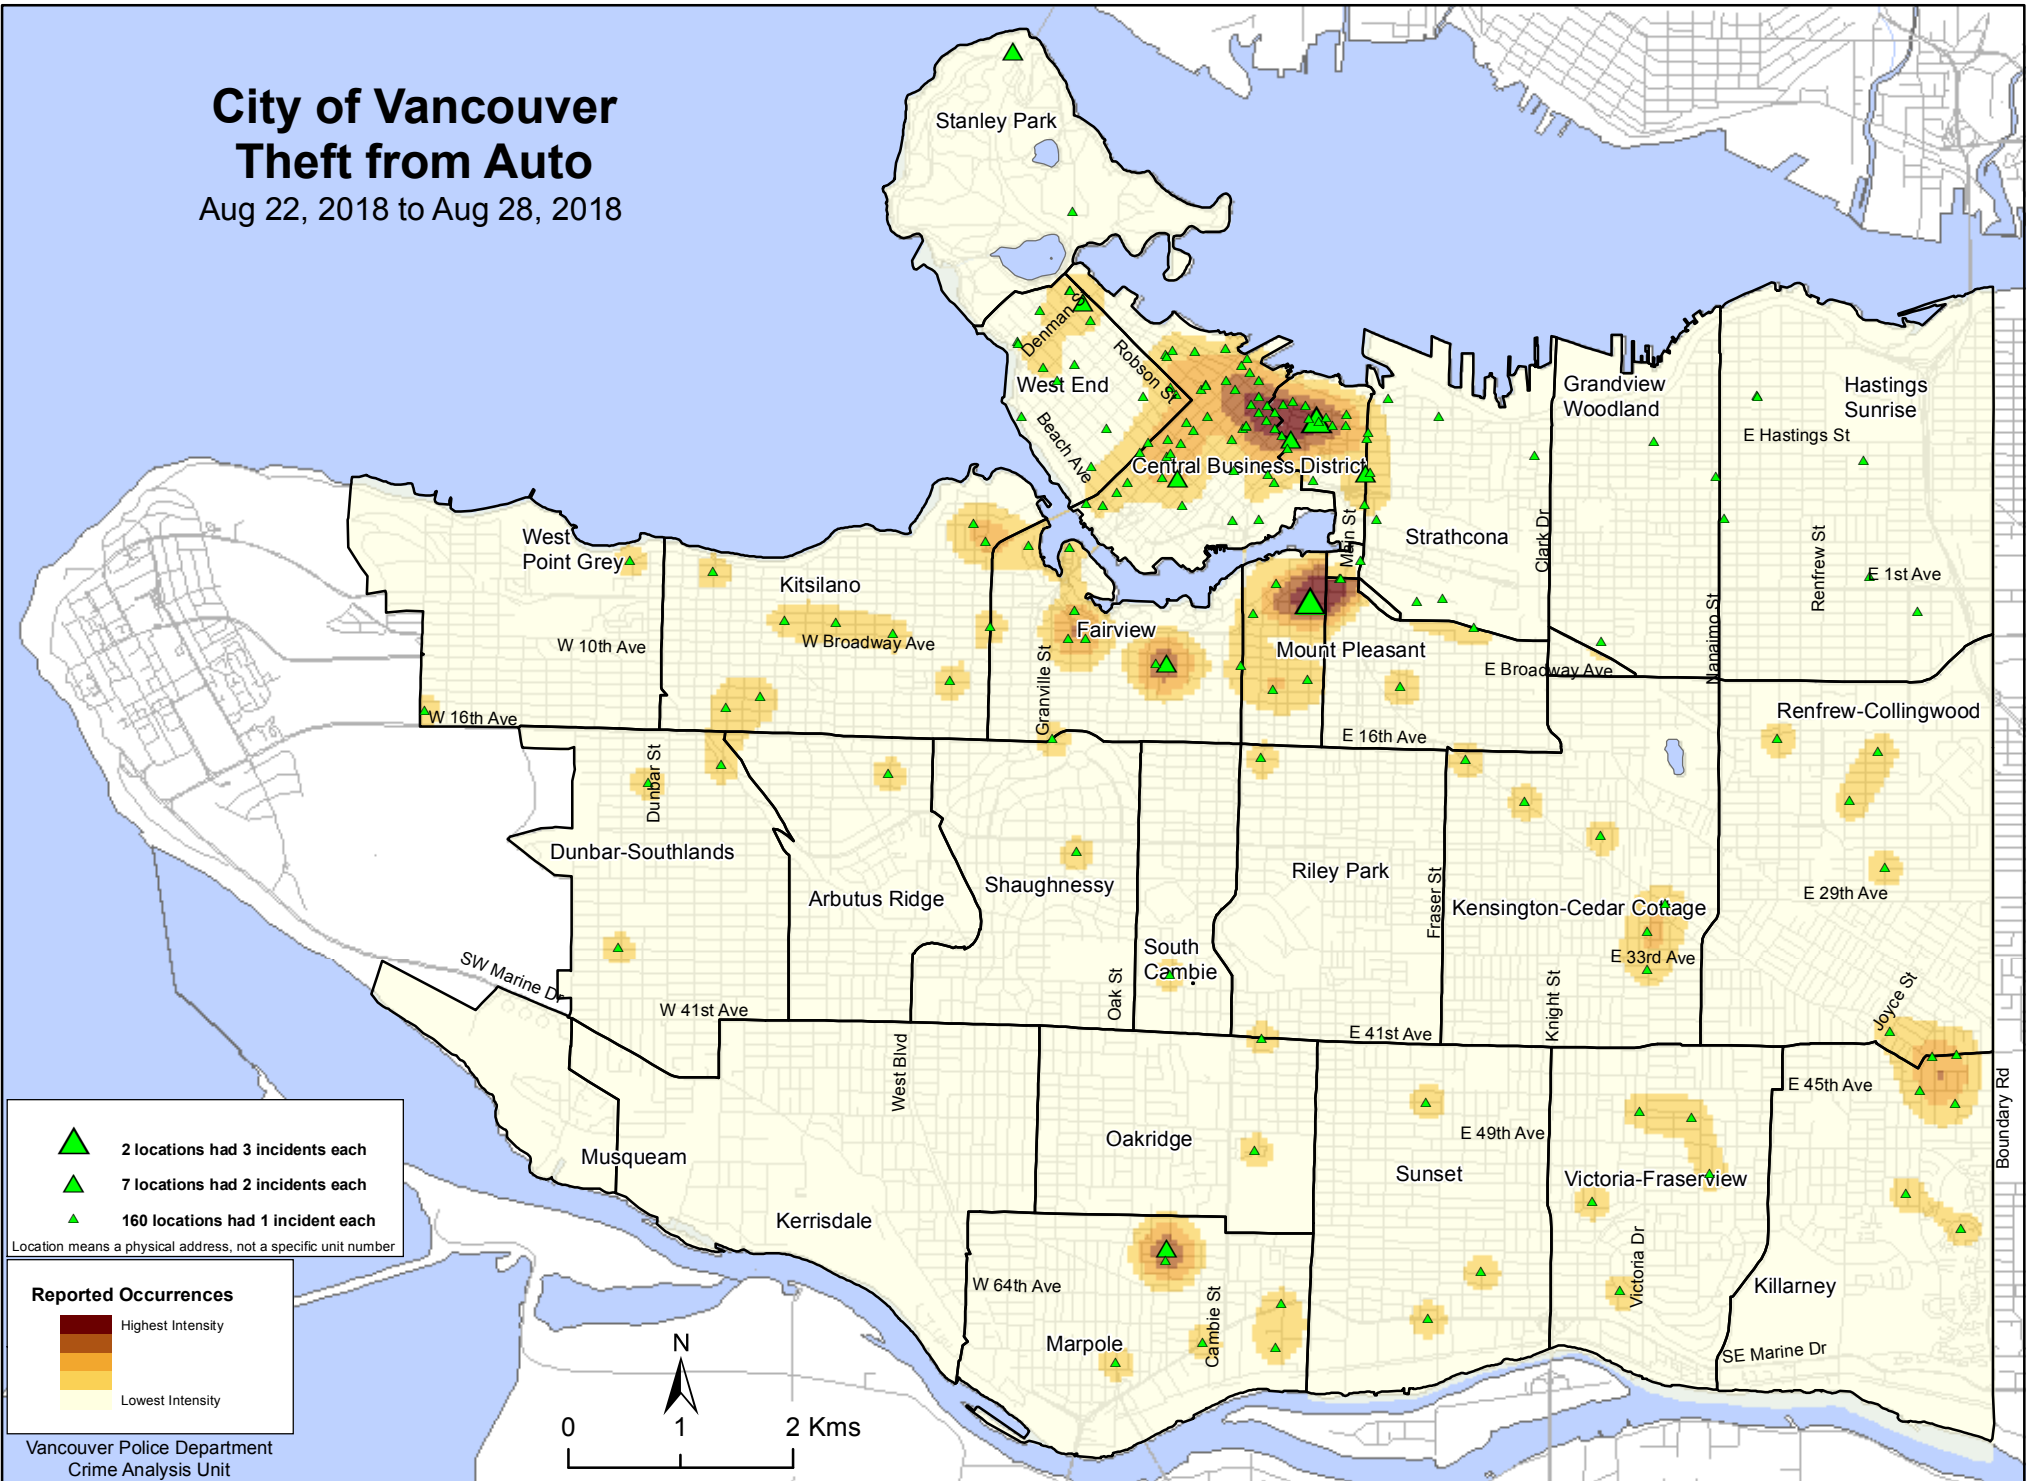 City of Vancouver
Theft from Auto
Aug 22, 2018 to Aug 28, 2018
Stanley Park
Denman S
Robson St
West End
Beach Ave
Central Business District
Grandview
Woodland
Hastings
Sunrise
E Hastings St
West
Point Grey
Kitsilano
Main St
Strathcona
Clark Dr
Renfrew St
E 1st Ave
Nanaimo St
W 10th Ave
W Broadway Ave
Fairview
Granville St
Mount Pleasant
E Broadway Ave
W 16th Ave
E 16th Ave
Renfrew-Collingwood
Dunbar St
Dunbar-Southlands
Arbutus Ridge
Shaughnessy
Riley Park
Fraser St
Kensington-Cedar Cottage
E 29th Ave
South
Cambie
E 33rd Ave
SW Marine Dr
Oak St
Knight St
Joyce St
W 41st Ave
E 41st Ave
West Blvd
E 45th Ave
Boundary Rd
Musqueam
Oakridge
E 49th Ave
Sunset
Victoria-Fraserview
Kerrisdale
W 64th Ave
Cambie St
Victoria Dr
Killarney
Marpole
SE Marine Dr
2 locations had 3 incidents each
7 locations had 2 incidents each
160 locations had 1 incident each
Location means a physical address, not a specific unit number
Reported Occurrences
Highest Intensity
Lowest Intensity
N
0 1 2 Kms
Vancouver Police Department
Crime Analysis Unit